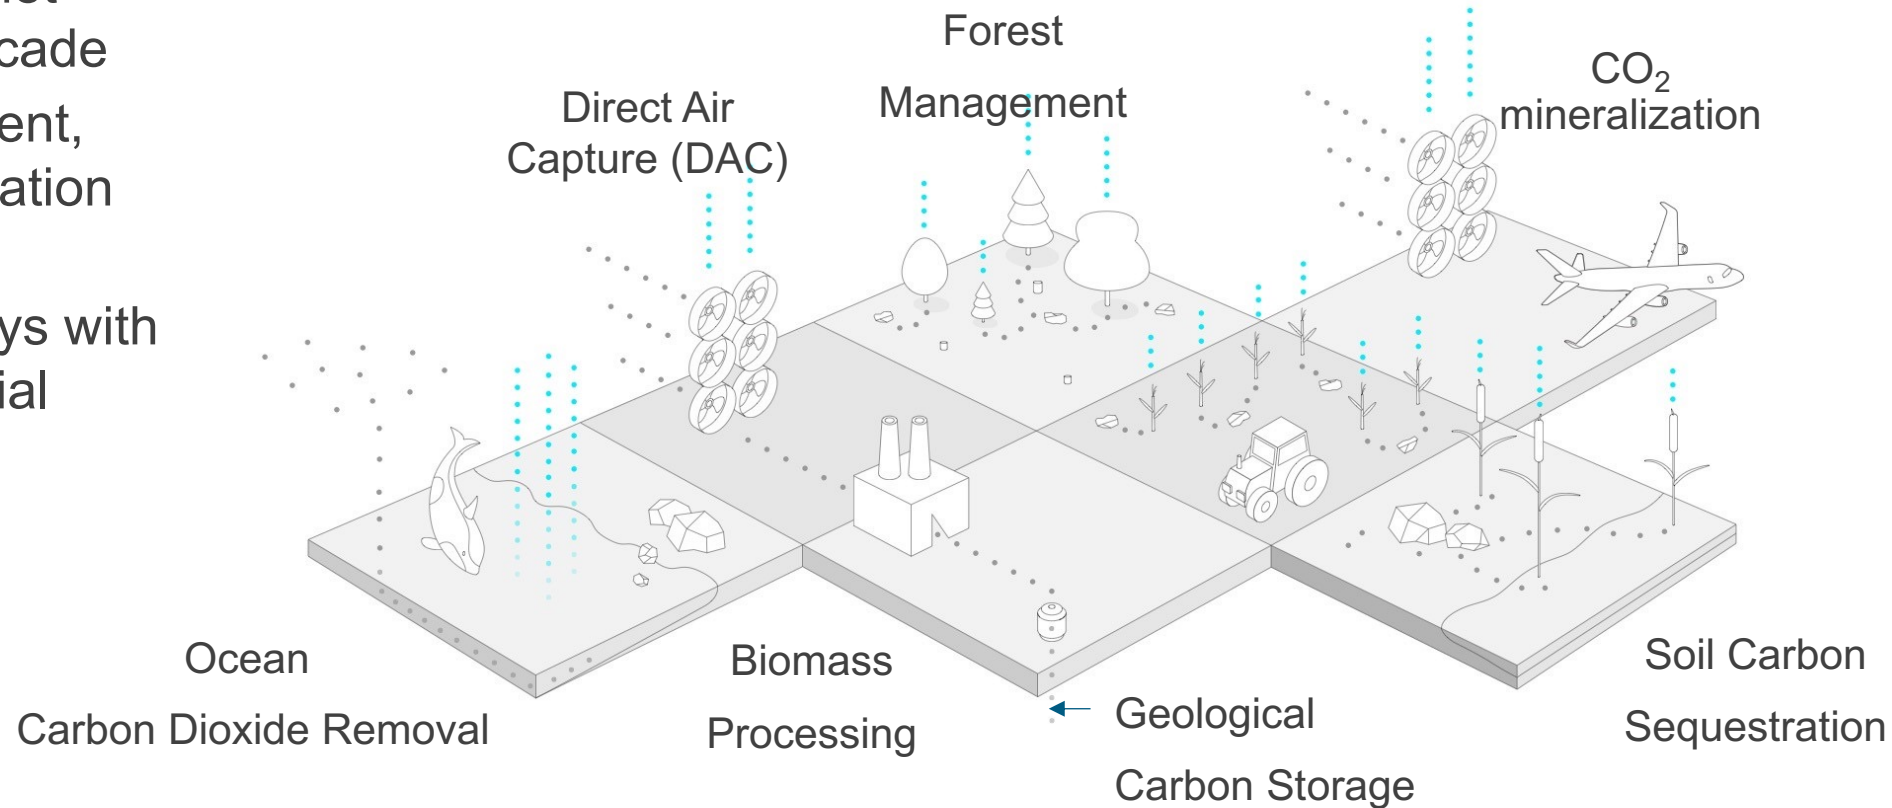 cade
ent,
ation
ys with
ial
Forest
Management
Direct Air
Capture (DAC)
CO₂
mineralization
Ocean
Carbon Dioxide Removal
Biomass
Processing
Geological
Carbon Storage
Soil Carbon
Sequestration